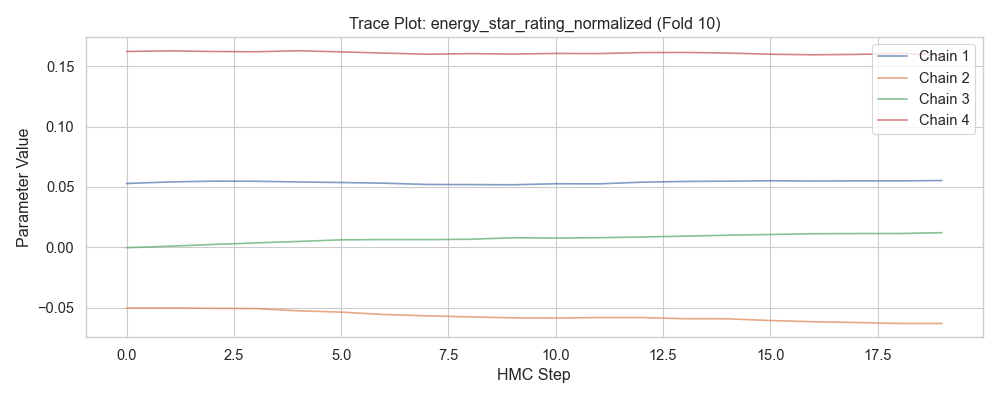 Trace Plot: energy_star_rating_normalized (Fold 10)
Parameter Value
0.15
0.10
0.05
0.00
−0.05
Chain 1
Chain 2
Chain 3
Chain 4
0.0 2.5 5.0 7.5 10.0 12.5 15.0 17.5
HMC Step